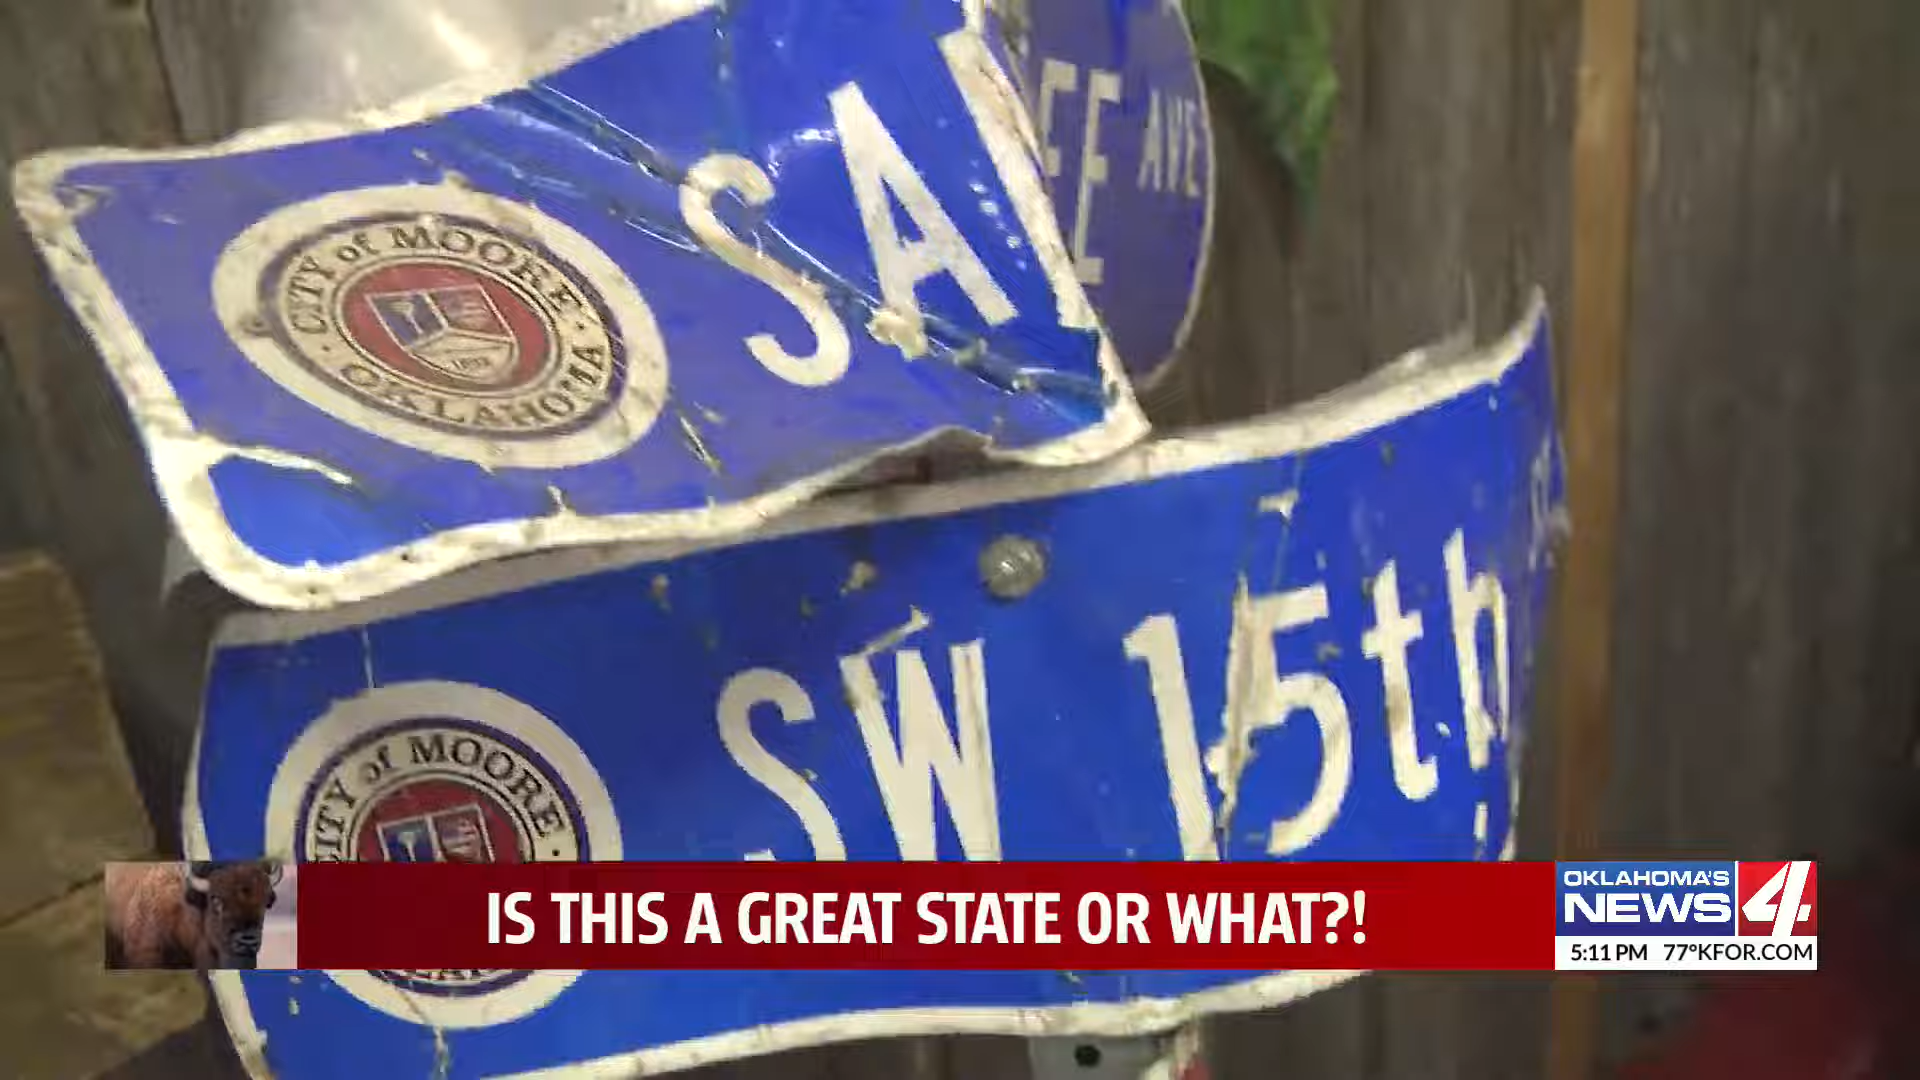 EE AVE
CITY of MOORE
OKLAHOMA
1893
SA
SW 15th
CITY of MOORE
IS THIS A GREAT STATE OR WHAT?!
OKLAHOMA'S
NEWS 4
5:11 PM 77° KFOR.COM